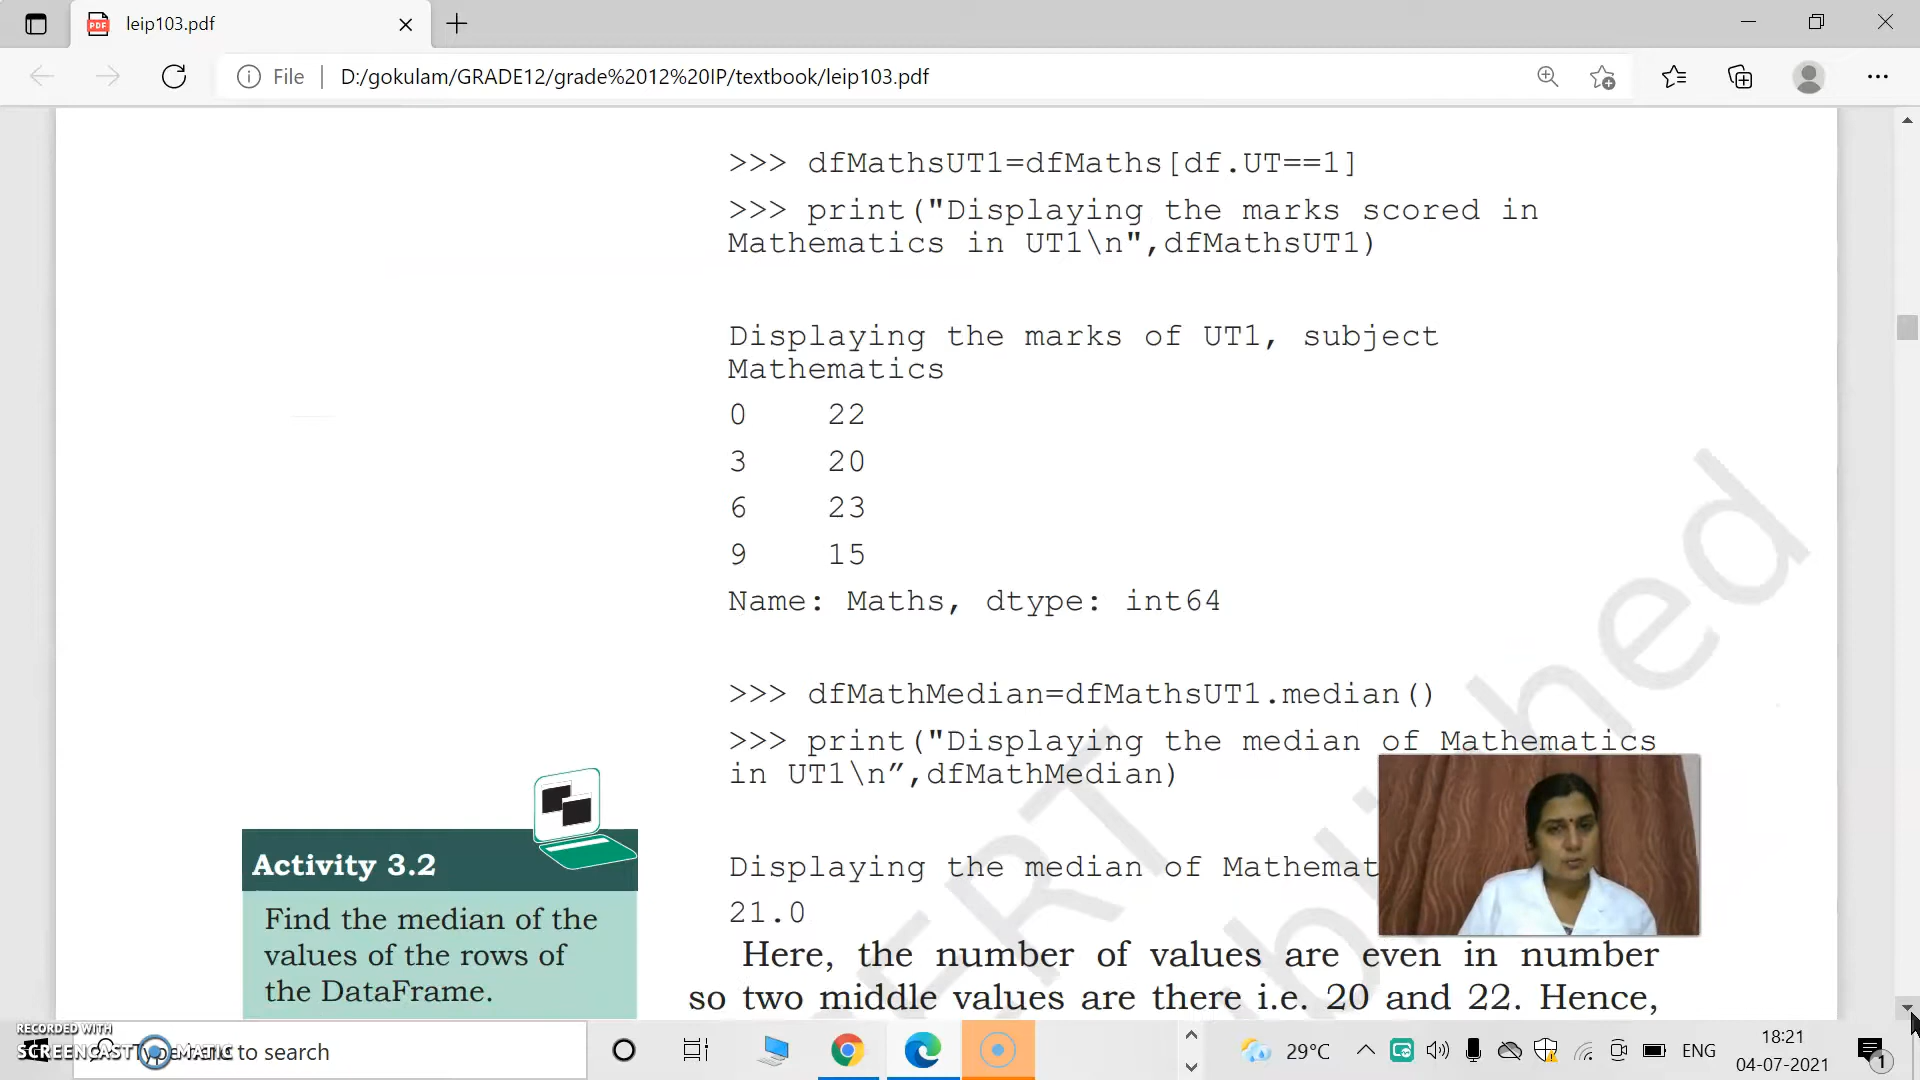 leip103.pdf
File
D:/gokulam/GRADE12/grade%2012%20IP/textbook/leip103.pdf
>>> dfMathsUT1=dfMaths[df.UT==1]
>>> print("Displaying the marks scored in
Mathematics in UT1\n",dfMathsUT1)
Displaying the marks of UT1, subject
Mathematics
0 22
3 20
6 23
9 15
Name: Maths, dtype: int64
>>> dfMathMedian=dfMathsUT1.median()
>>> print("Displaying the median of Mathematics
in UT1\n”,dfMathMedian)
Displaying the median of Mathemat
21.0
Here, the number of values are even in number
so two middle values are there i.e. 20 and 22. Hence,
Activity 3.2
Find the median of the
values of the rows of
the DataFrame.
RECORDED WITH
SCREENCAST MATIC
to search
29°C
ENG
18:21
04-07-2021
1